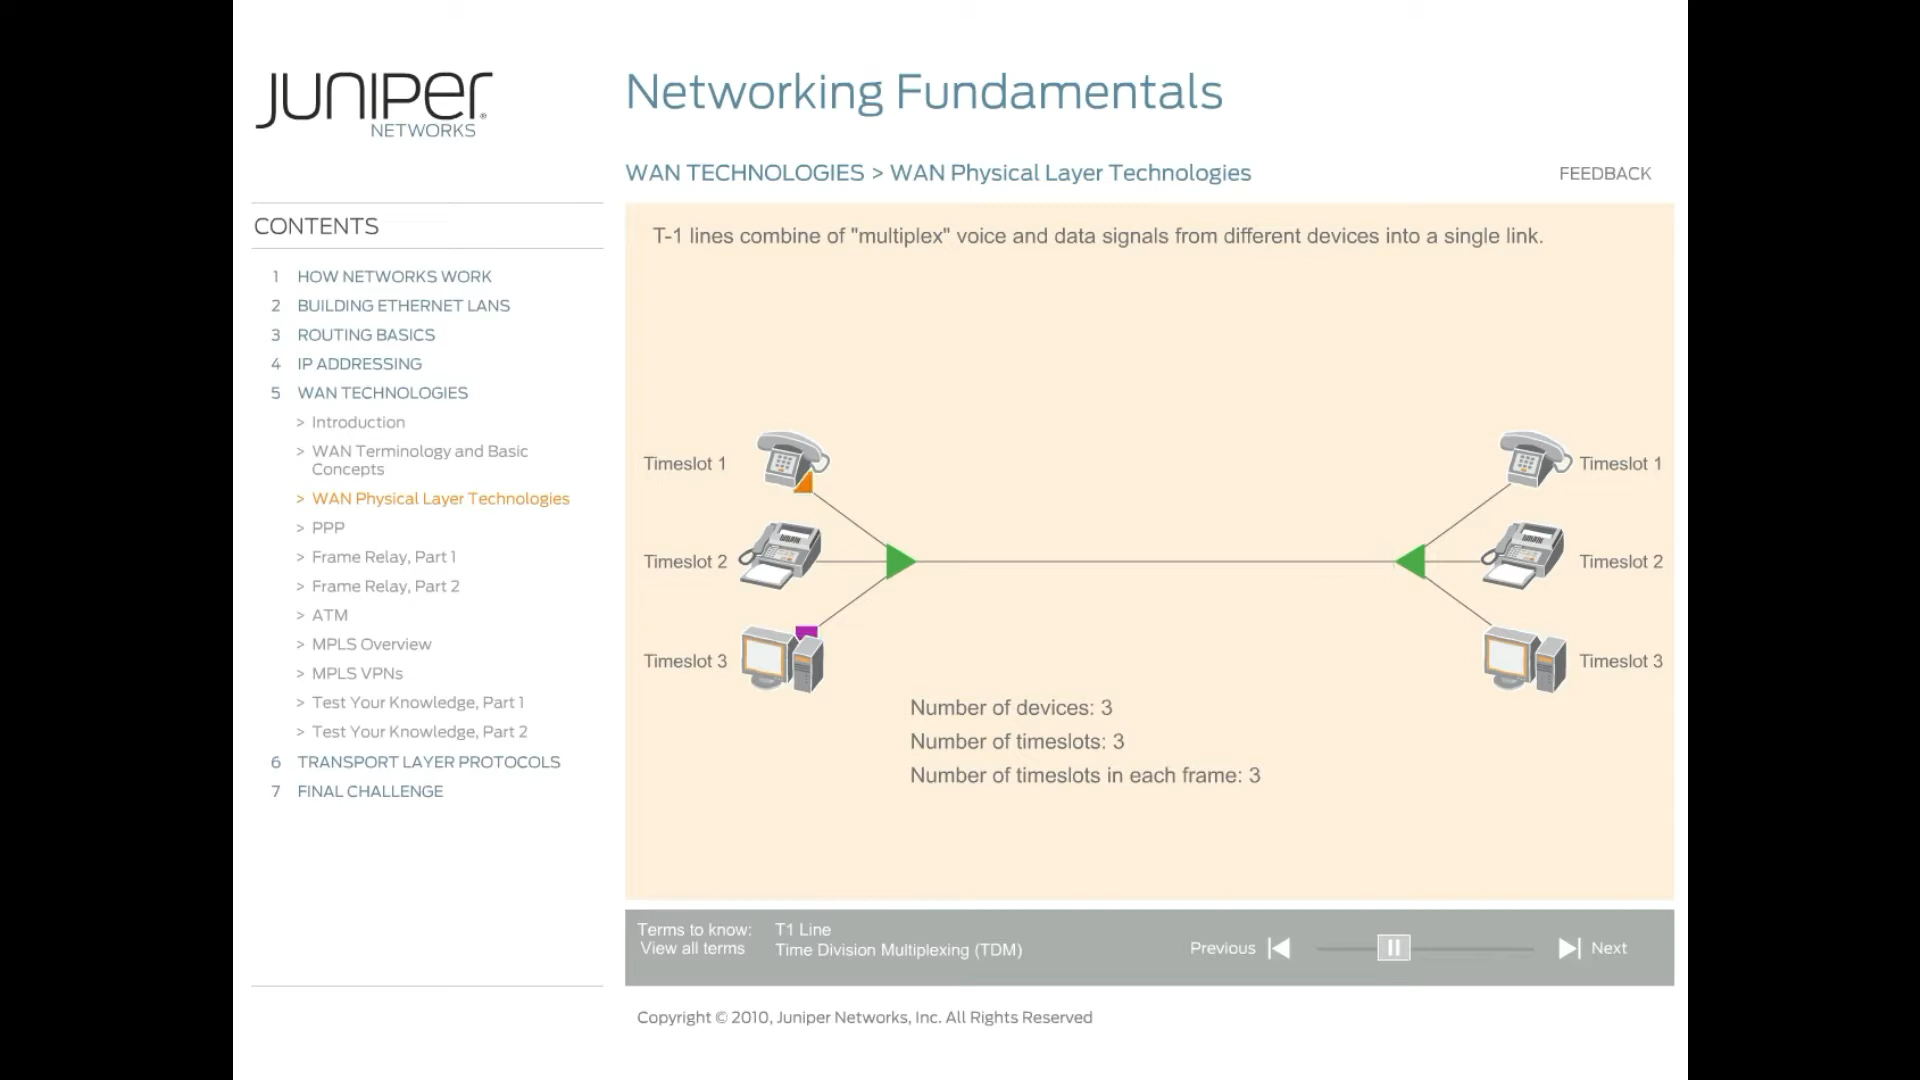 JUNIPER
NETWORKS
Networking Fundamentals
WAN TECHNOLOGIES > WAN Physical Layer Technologies
FEEDBACK
CONTENTS
1 HOW NETWORKS WORK
2 BUILDING ETHERNET LANS
3 ROUTING BASICS
4 IP ADDRESSING
5 WAN TECHNOLOGIES
> Introduction
> WAN Terminology and Basic
Concepts
> WAN Physical Layer Technologies
> PPP
> Frame Relay, Part 1
> Frame Relay, Part 2
> ATM
> MPLS Overview
> MPLS VPNs
> Test Your Knowledge, Part 1
> Test Your Knowledge, Part 2
6 TRANSPORT LAYER PROTOCOLS
7 FINAL CHALLENGE
T-1 lines combine of "multiplex" voice and data signals from different devices into a single link.
Timeslot 1
Timeslot 1
Timeslot 2
Timeslot 2
Timeslot 3
Timeslot 3
Number of devices: 3
Number of timeslots: 3
Number of timeslots in each frame: 3
Terms to know: T1 Line
View all terms Time Division Multiplexing (TDM)
Previous
Next
Copyright © 2010, Juniper Networks, Inc. All Rights Reserved